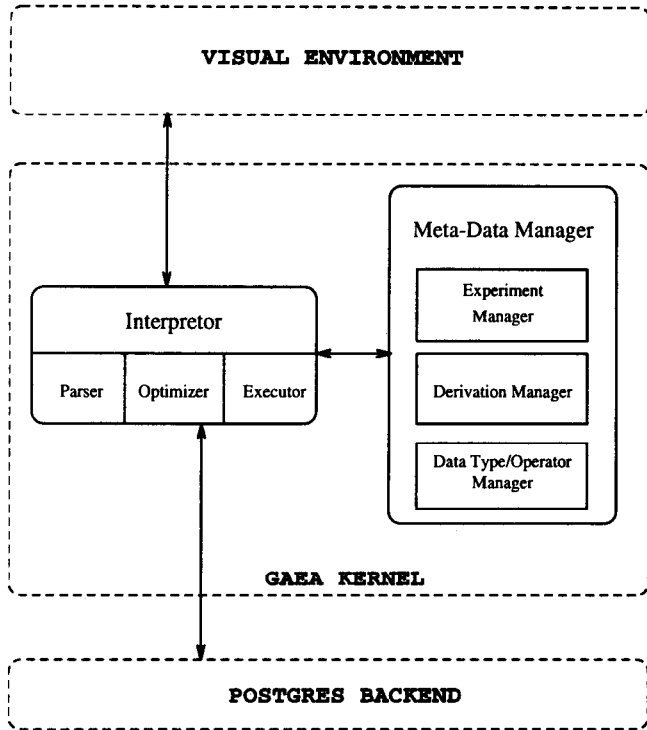 VISUAL ENVIRONMENT
Meta-Data Manager
Experiment
Manager
Interpretor
Parser
Optimizer
Executor
Derivation Manager
Data Type/Operator
Manager
GAEA KERNEL
POSTGRES BACKEND